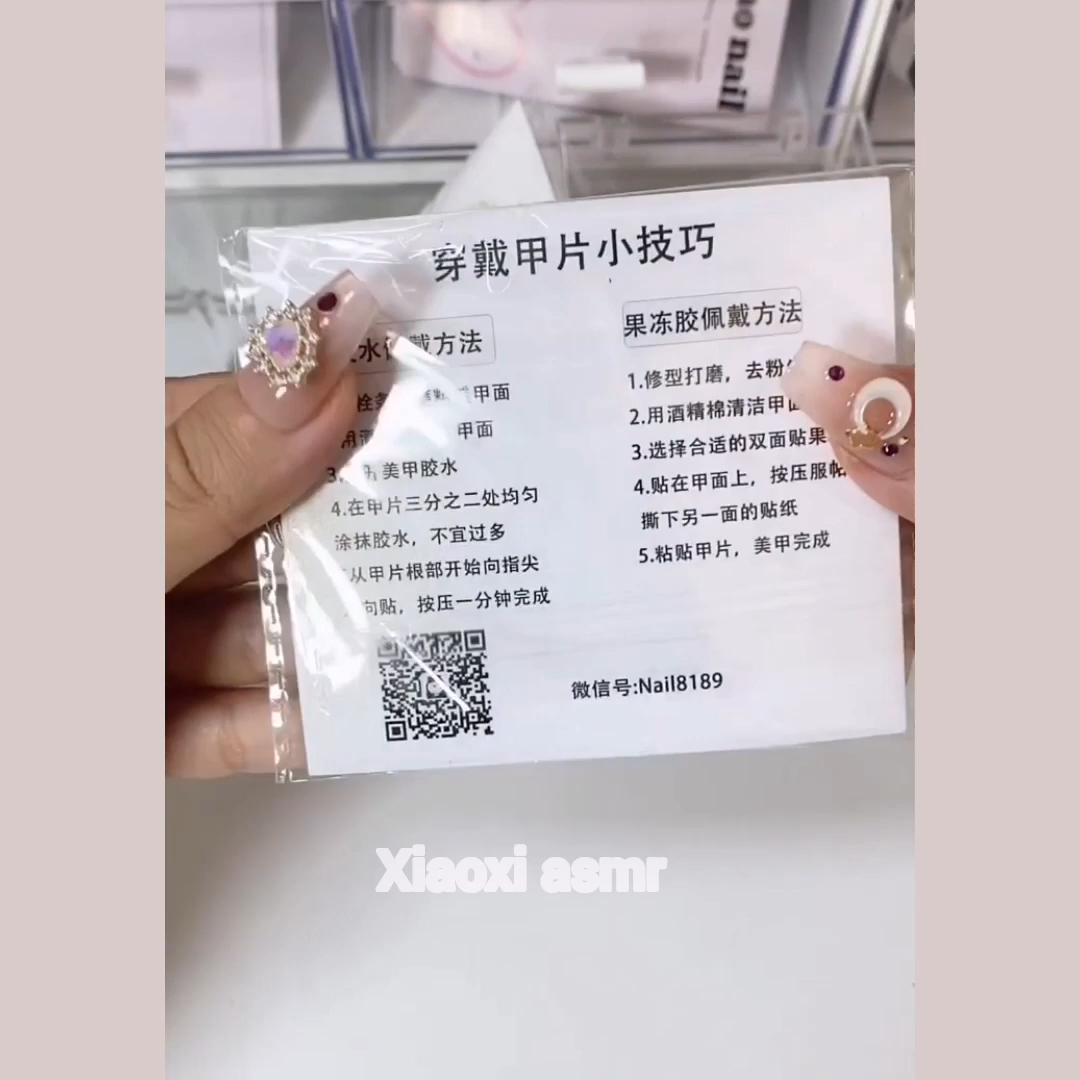 nail
穿戴甲片小技巧
水 戴方法
甲面
用 甲面
3. 美甲胶水
4.在甲片三分之二处均匀
涂抹胶水，不宜过多
从甲片根部开始向指尖
向贴，按压一分钟完成
果冻胶佩戴方法
1.修型打磨，去粉
2.用酒精棉清洁甲面
3.选择合适的双面贴果
4.贴在甲面上，按压服帖
撕下另一面的贴纸
5.粘贴甲片，美甲完成
微信号:Nail8189
Xiaoxi asmr